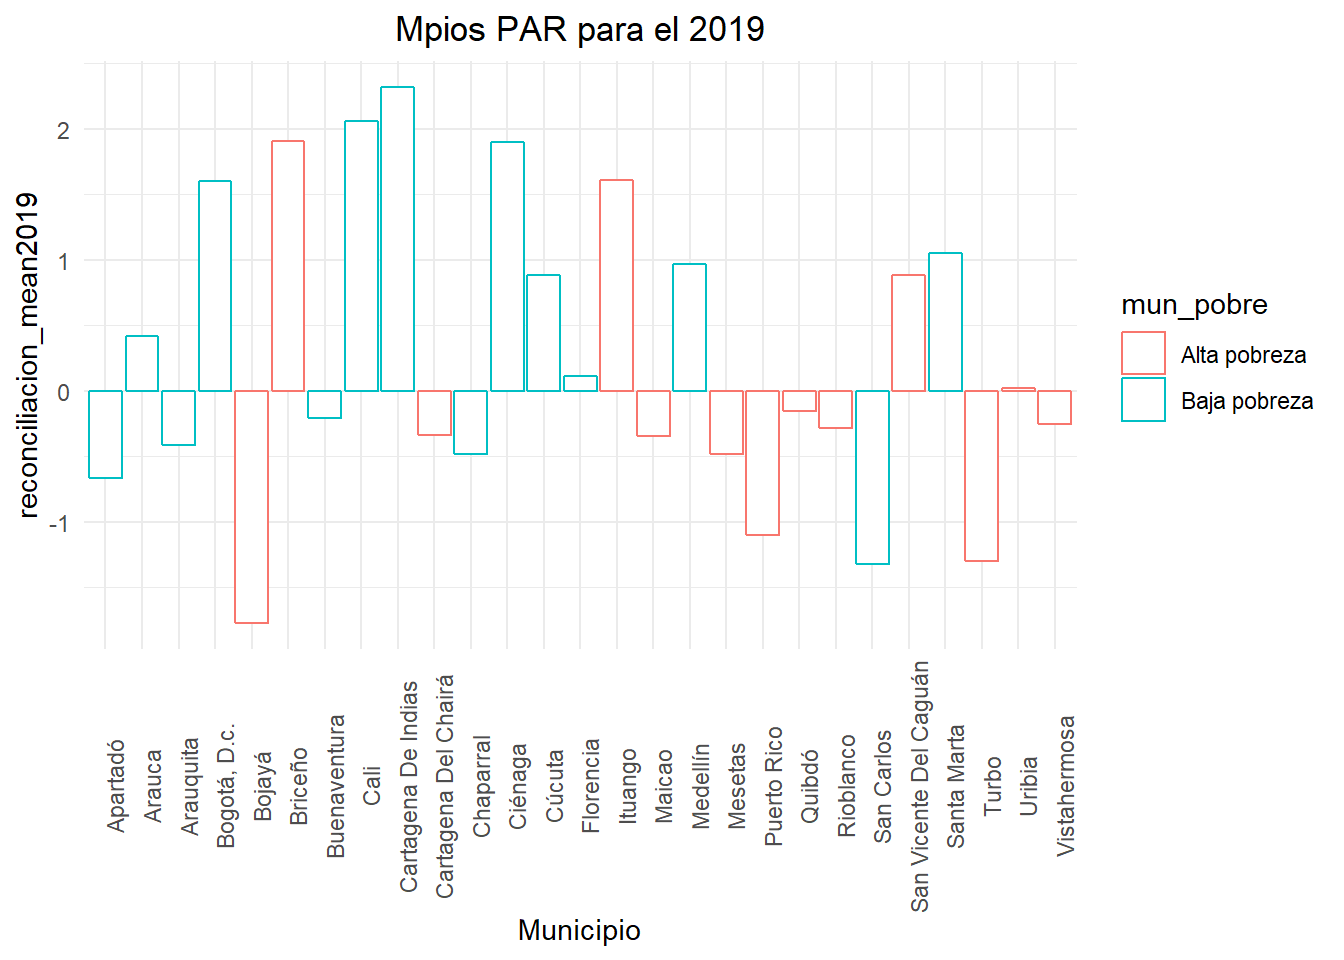 Mpios PAR para el 2019
reconciliacion_mean2019
2
1
0
-1
Apartadó
Arauca
Arauquita
Bogotá, D.c.
Bojayá
Briceño
Buenaventura
Cali
Cartagena De Indias
Cartagena Del Chairá
Chaparral
Ciénaga
Cúcuta
Florencia
Ituango
Maicao
Medellín
Mesetas
Puerto Rico
Quibdó
Rioblanco
San Carlos
San Vicente Del Caguán
Santa Marta
Turbo
Uribia
Vistahermosa
Municipio
mun_pobre
Alta pobreza
Baja pobreza